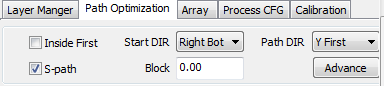 Layer Manger Path Optimization Array Process CFG Calibration
Inside First Start DIR Right Bot Path DIR Y First
S-path Block 0.00 Advance